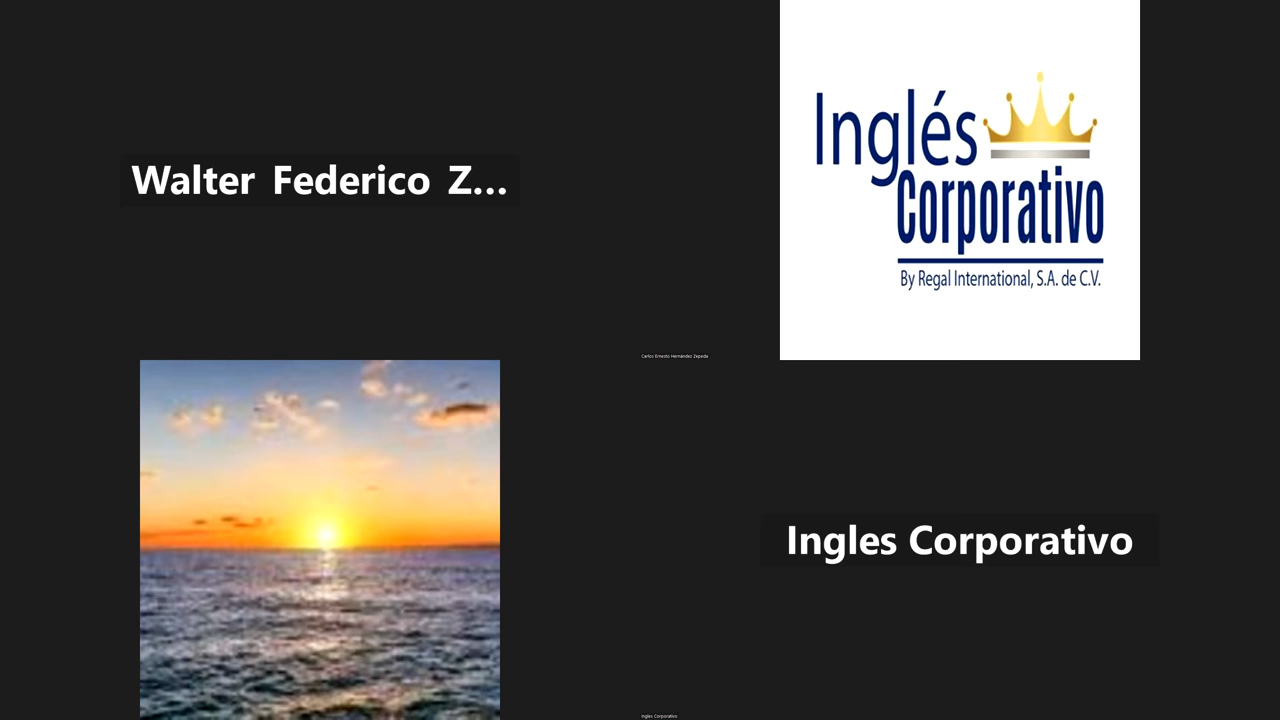 Walter Federico Z...
Inglés
Corporativo
By Regal International, S.A. de C.V.
Carlos Ernesto Hernández Zepeda
Ingles Corporativo
Ingles Corporativo